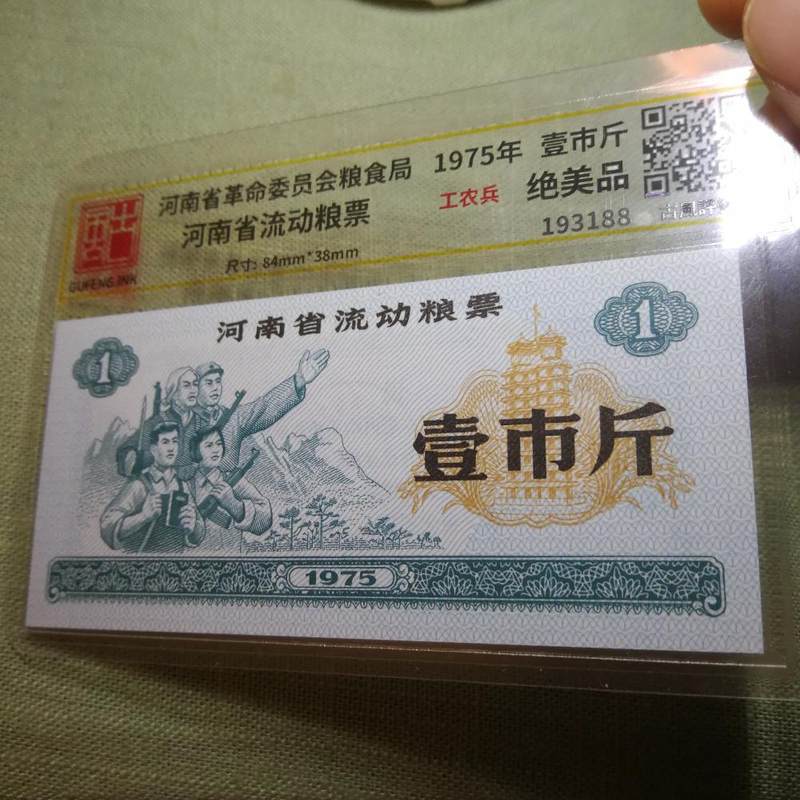 河南省革命委员会粮食局
河南省流动粮票
尺寸: 84mm*38mm
1975年 壹市斤
工农兵 绝美品
193188
GUFENG INK
河南省流动粮票
1
1
壹市斤
1975